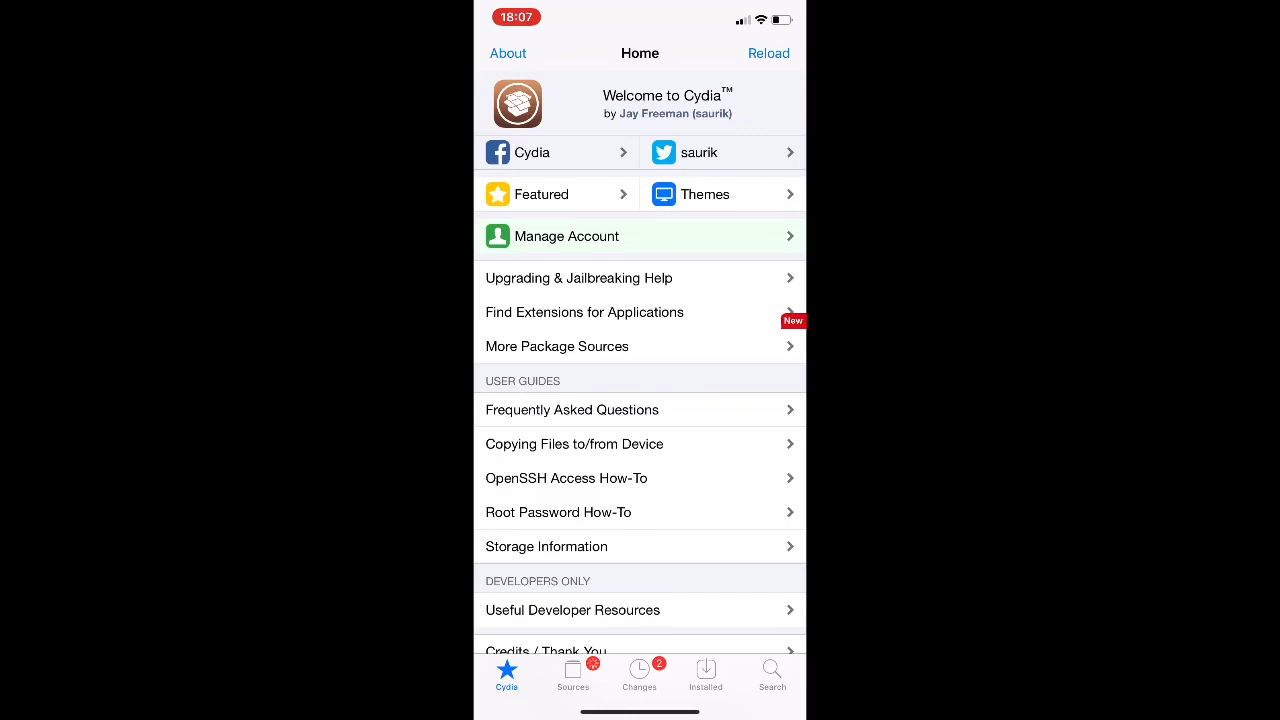 18:07
About
Home
Reload
Welcome to Cydia™
by Jay Freeman (saurik)
Cydia
saurik
Featured
Themes
Manage Account
Upgrading & Jailbreaking Help
Find Extensions for Applications
New
More Package Sources
USER GUIDES
Frequently Asked Questions
Copying Files to/from Device
OpenSSH Access How-To
Root Password How-To
Storage Information
DEVELOPERS ONLY
Useful Developer Resources
Credits / Thank You
2
Cydia
Sources
Changes
Installed
Search